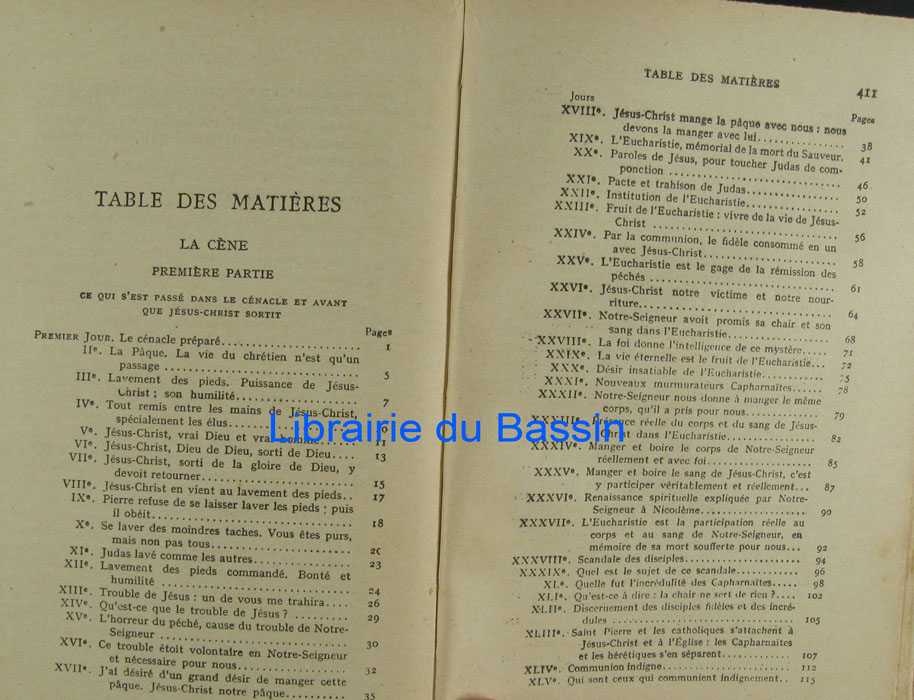 TABLE DES MATIÈRES
LA CÈNE
PREMIÈRE PARTIE
CE QUI S'EST PASSÉ DANS LE CÉNACLE ET AVANT
QUE JÉSUS-CHRIST SORTIT
Pages
PREMIER JOUR. Le cénacle préparé.................... 1
IIᵉ. La Pâque. La vie du chrétien n'est qu'un
passage ............................ 5
IIIᵉ. Lavement des pieds. Puissance de Jésus-
Christ ; son humilité.................... 7
IVᵉ. Tout remis entre les mains de Jésus-Christ,
spécialement les élus.................... 10
Vᵉ. Jésus-Christ, vrai Dieu et vrai homme.... 11
VIᵉ. Jésus-Christ, Dieu de Dieu, sorti de Dieu.... 13
VIIᵉ. Jésus-Christ, sorti de la gloire de Dieu, y
devoit retourner.................... 15
VIIIᵉ. Jésus-Christ en vient au lavement des pieds.. 17
IXᵉ. Pierre refuse de se laisser laver les pieds ; puis
il obéit.................... 18
Xᵉ. Se laver des moindres taches. Vous êtes purs,
mais non pas tous.................... 20
XIᵉ. Judas lavé comme les autres.................... 23
XIIᵉ. Lavement des pieds commandé. Bonté et
humilité .................... 24
XIIIᵉ. Trouble de Jésus : un de vous me trahira.... 26
XIVᵉ. Qu'est-ce que le trouble de Jésus ?.......... 29
XVᵉ. L'horreur du péché, cause du trouble de Notre-
Seigneur .................... 30
XVIᵉ. Ce trouble étoit volontaire en Notre-Seigneur
et nécessaire pour nous.................... 32
XVIIᵉ. J'ai désiré d'un grand désir de manger cette
pâque. Jésus-Christ notre pâque.......... 35
TABLE DES MATIÈRES 411
Jours Pages
XVIIIᵉ. Jésus-Christ mange la pâque avec nous : nous
devons la manger avec lui.................... 38
XIXᵉ. L'Eucharistie, mémorial de la mort du Sauveur. 41
XXᵉ. Paroles de Jésus, pour toucher Judas de com-
ponction .................... 46
XXIᵉ. Pacte et trahison de Judas.................... 50
XXIIᵉ. Institution de l'Eucharistie.................... 52
XXIIIᵉ. Fruit de l'Eucharistie : vivre de la vie de Jésus-
Christ .................... 56
XXIVᵉ. Par la communion, le fidèle consommé en un
avec Jésus-Christ.................... 58
XXVᵉ. L'Eucharistie est le gage de la rémission des
péchés .................... 61
XXVIᵉ. Jésus-Christ notre victime et notre nour-
riture.................... 64
XXVIIᵉ. Notre-Seigneur avoit promis sa chair et son
sang dans l'Eucharistie.................... 68
XXVIIIᵉ. La foi donne l'intelligence de ce mystère..... 71
XXIXᵉ. La vie éternelle est le fruit de l'Eucharistie... 72
XXXᵉ. Désir insatiable de l'Eucharistie.............. 75
XXXIᵉ. Nouveaux murmurateurs Capharnaïtes...... 78
XXXIIᵉ. Notre-Seigneur nous donne à manger le même
corps, qu'il a pris pour nous.............. 79
XXXIIIᵉ. Présence réelle du corps et du sang de Jésus-
Christ dans l'Eucharistie.................... 82
XXXIVᵉ. Manger et boire le corps de Notre-Seigneur
réellement et avec foi.................... 85
XXXVᵉ. Manger et boire le sang de Jésus-Christ, c'est
y participer véritablement et réellement... 87
XXXVIᵉ. Renaissance spirituelle expliquée par Notre-
Seigneur à Nicodème.................... 90
XXXVIIᵉ. L'Eucharistie est la participation réelle au
corps et au sang de Notre-Seigneur, en
mémoire de sa mort soufferte pour nous... 92
XXXVIIIᵉ. Scandale des disciples.................... 94
XXXIXᵉ. Quel est le sujet de ce scandale............ 96
XLᵉ. Quelle fut l'incrédulité des Capharnaïtes..... 98
XLIᵉ. Qu'est-ce à dire : la chair ne sert de rien ?.... 102
XLIIᵉ. Discernement des disciples fidèles et des incré-
dules .................... 105
XLIIIᵉ. Saint Pierre et les catholiques s'attachent à
Jésus-Christ et à l'Église : les Capharnaïtes
et les hérétiques s'en séparent.............. 107
XLIVᵉ. Communion indigne.................... 112
XLVᵉ. Qui sont ceux qui communient indignement.. 115
Librairie du Bassin